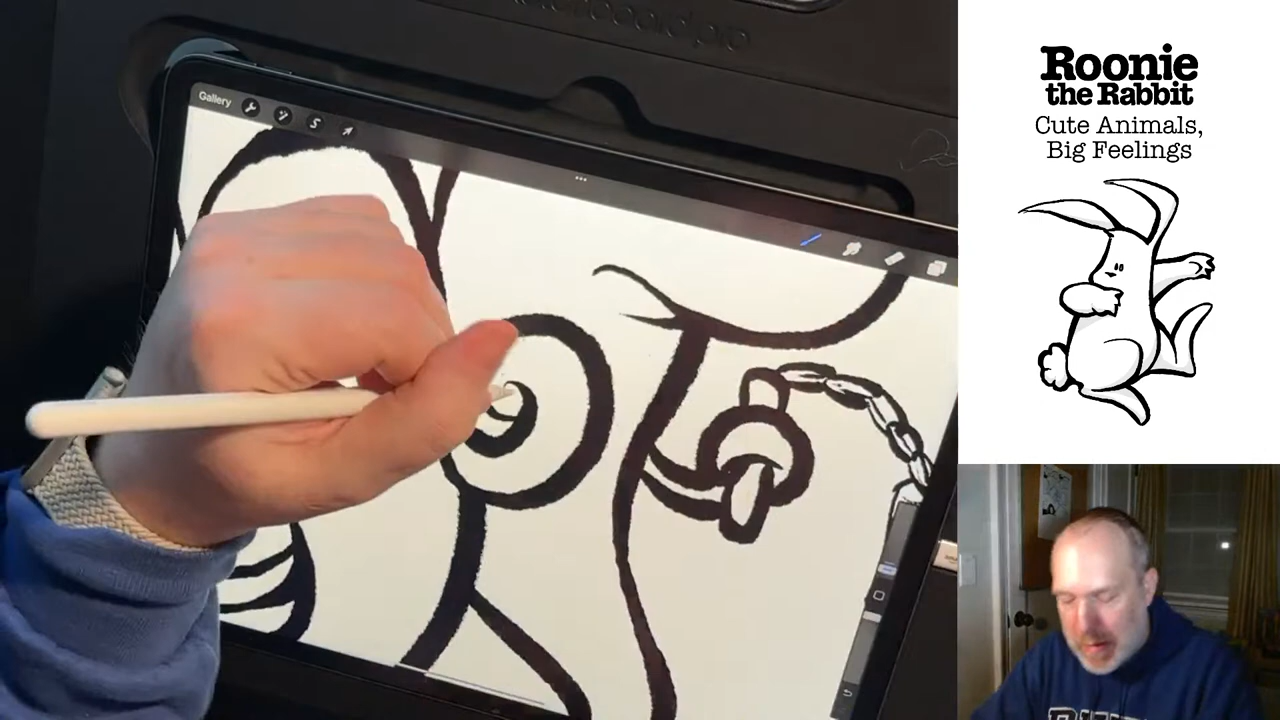 Gallery
Roonie
the Rabbit
Cute Animals,
Big Feelings